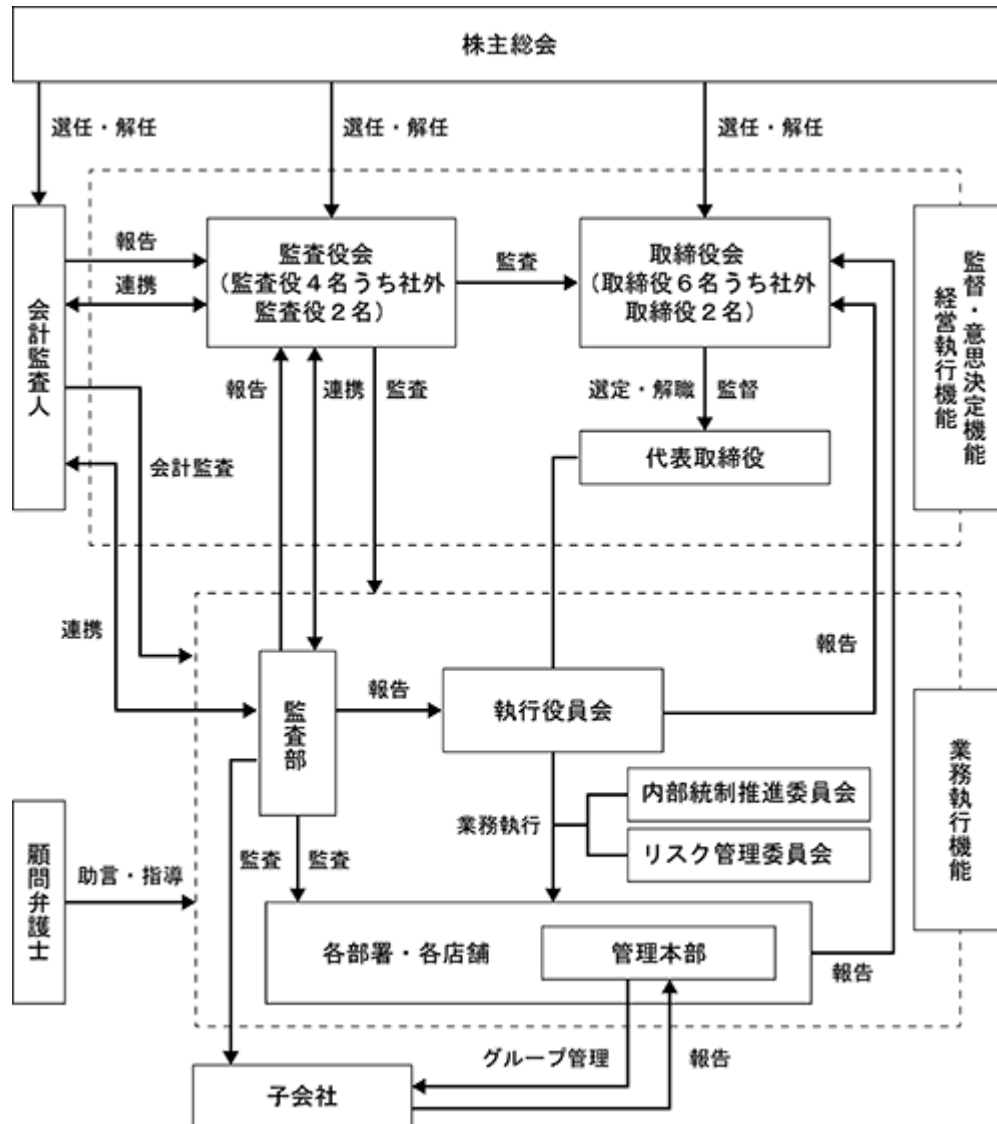 株主総会
選任・解任
選任・解任
選任・解任
会計監査人
報告
連携
監査役会
（監査役４名うち社外
監査役２名）
監査
取締役会
（取締役６名うち社外
取締役２名）
監督・意思決定機能
経営執行機能
報告
連携
監査
選定・解職
監督
代表取締役
会計監査
連携
監査部
報告
執行役員会
報告
業務執行機能
内部統制推進委員会
業務執行
リスク管理委員会
監査
監査
顧問弁護士
助言・指導
各部署・各店舗
管理本部
報告
グループ管理
報告
子会社